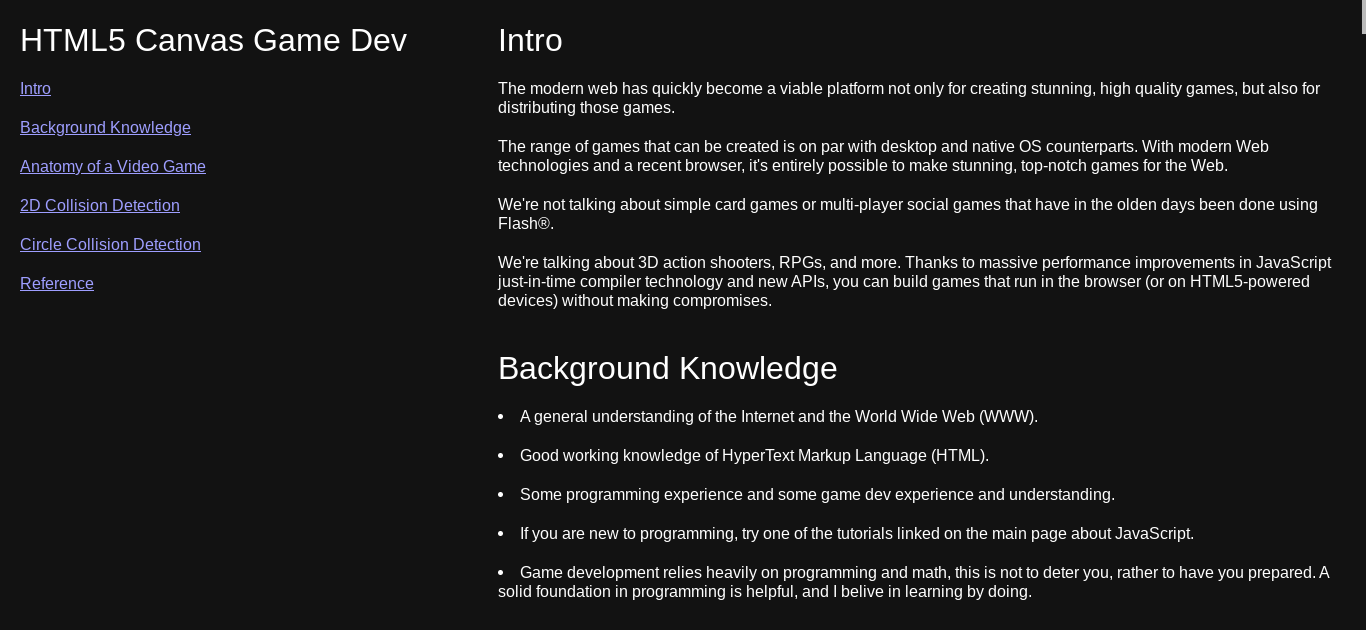 HTML5 Canvas Game Dev
Intro
Background Knowledge
Anatomy of a Video Game
2D Collision Detection
Circle Collision Detection
Reference
Intro
The modern web has quickly become a viable platform not only for creating stunning, high quality games, but also for
distributing those games.
The range of games that can be created is on par with desktop and native OS counterparts. With modern Web
technologies and a recent browser, it's entirely possible to make stunning, top-notch games for the Web.
We're not talking about simple card games or multi-player social games that have in the olden days been done using
Flash®.
We're talking about 3D action shooters, RPGs, and more. Thanks to massive performance improvements in JavaScript
just-in-time compiler technology and new APIs, you can build games that run in the browser (or on HTML5-powered
devices) without making compromises.
Background Knowledge
• A general understanding of the Internet and the World Wide Web (WWW).
• Good working knowledge of HyperText Markup Language (HTML).
• Some programming experience and some game dev experience and understanding.
• If you are new to programming, try one of the tutorials linked on the main page about JavaScript.
• Game development relies heavily on programming and math, this is not to deter you, rather to have you prepared. A
solid foundation in programming is helpful, and I belive in learning by doing.